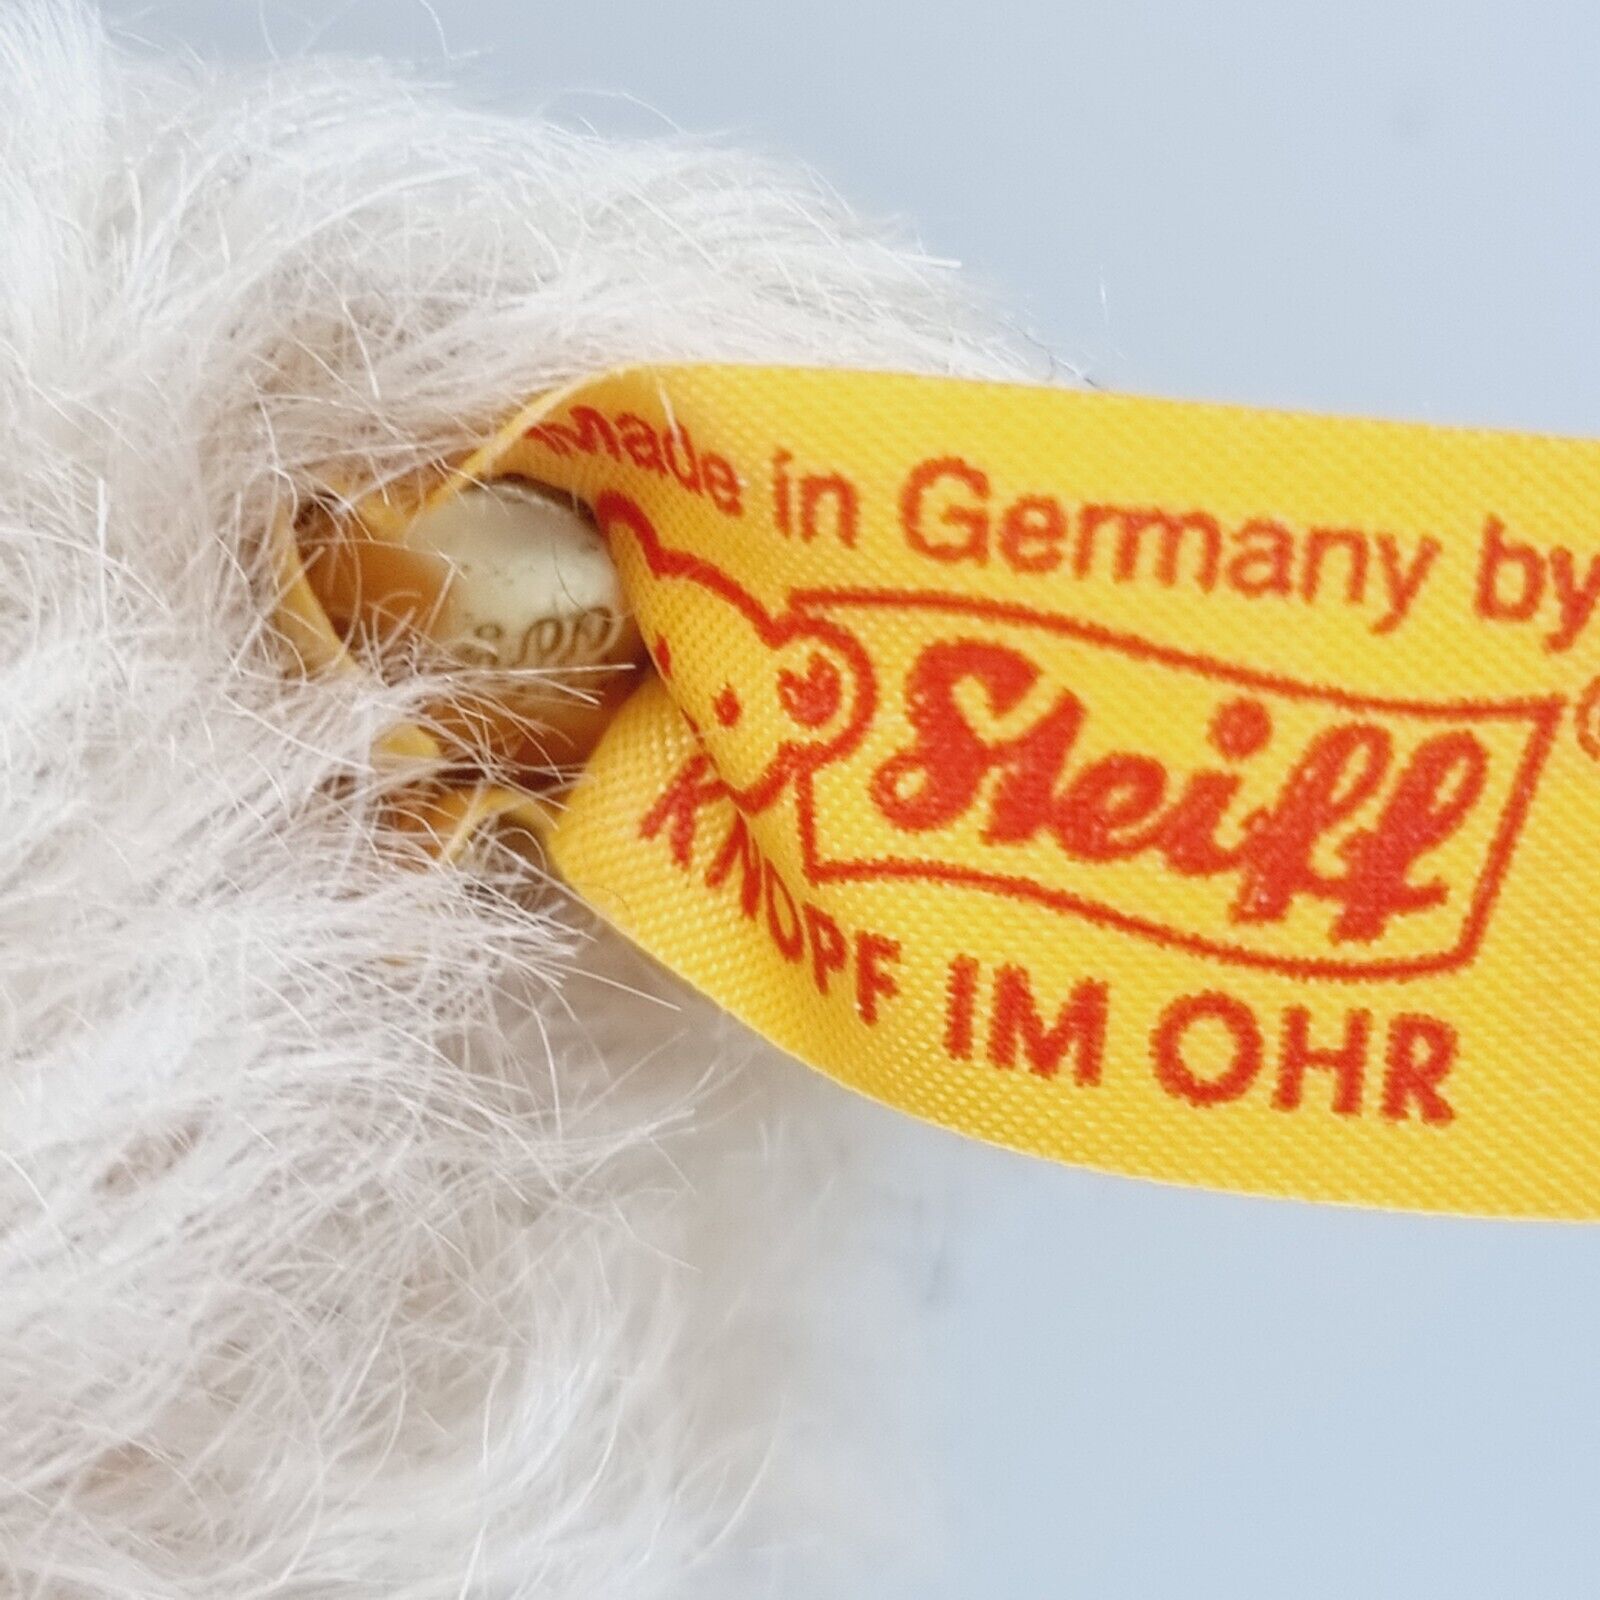 made in Germany by
Steiff
KNOPF IM OHR